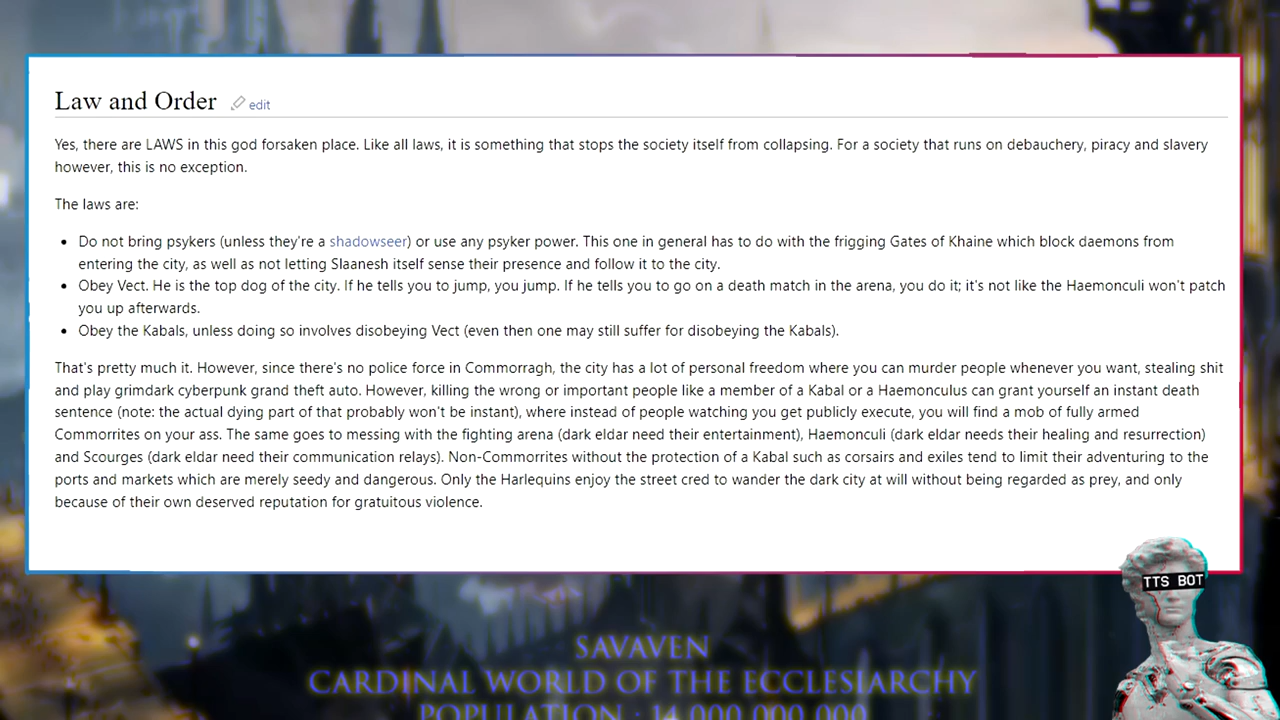 Law and Order edit
Yes, there are LAWS in this god forsaken place. Like all laws, it is something that stops the society itself from collapsing. For a society that runs on debauchery, piracy and slavery
however, this is no exception.
The laws are:
• Do not bring psykers (unless they're a shadowseer) or use any psyker power. This one in general has to do with the frigging Gates of Khaine which block daemons from
entering the city, as well as not letting Slaanesh itself sense their presence and follow it to the city.
• Obey Vect. He is the top dog of the city. If he tells you to jump, you jump. If he tells you to go on a death match in the arena, you do it; it's not like the Haemonculi won't patch
you up afterwards.
• Obey the Kabals, unless doing so involves disobeying Vect (even then one may still suffer for disobeying the Kabals).
That's pretty much it. However, since there's no police force in Commorragh, the city has a lot of personal freedom where you can murder people whenever you want, stealing shit
and play grimdark cyberpunk grand theft auto. However, killing the wrong or important people like a member of a Kabal or a Haemonculus can grant yourself an instant death
sentence (note: the actual dying part of that probably won't be instant), where instead of people watching you get publicly execute, you will find a mob of fully armed
Commorrites on your ass. The same goes to messing with the fighting arena (dark eldar need their entertainment), Haemonculi (dark eldar needs their healing and resurrection)
and Scourges (dark eldar need their communication relays). Non-Commorrites without the protection of a Kabal such as corsairs and exiles tend to limit their adventuring to the
ports and markets which are merely seedy and dangerous. Only the Harlequins enjoy the street cred to wander the dark city at will without being regarded as prey, and only
because of their own deserved reputation for gratuitous violence.
TTS BOT
SAVAVEN
CARDINAL WORLD OF THE ECCLESIARCHY
POPULATION : 14 000 000 000